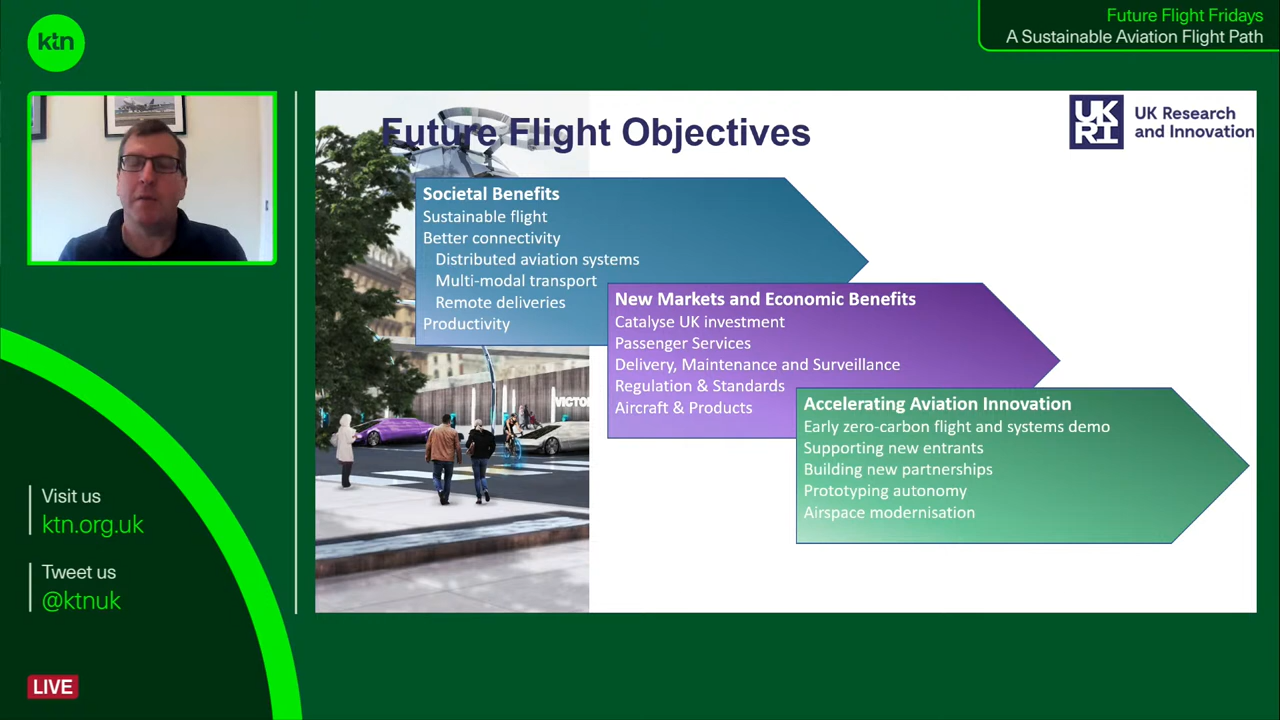 ktn
Future Flight Fridays
A Sustainable Aviation Flight Path
Future Flight Objectives
UK
RI
UK Research
and Innovation
Societal Benefits
Sustainable flight
Better connectivity
Distributed aviation systems
Multi-modal transport
Remote deliveries
Productivity
New Markets and Economic Benefits
Catalyse UK investment
Passenger Services
Delivery, Maintenance and Surveillance
Regulation & Standards
Aircraft & Products
Accelerating Aviation Innovation
Early zero-carbon flight and systems demo
Supporting new entrants
Building new partnerships
Prototyping autonomy
Airspace modernisation
VICTO
Visit us
ktn.org.uk
Tweet us
@ktnuk
LIVE